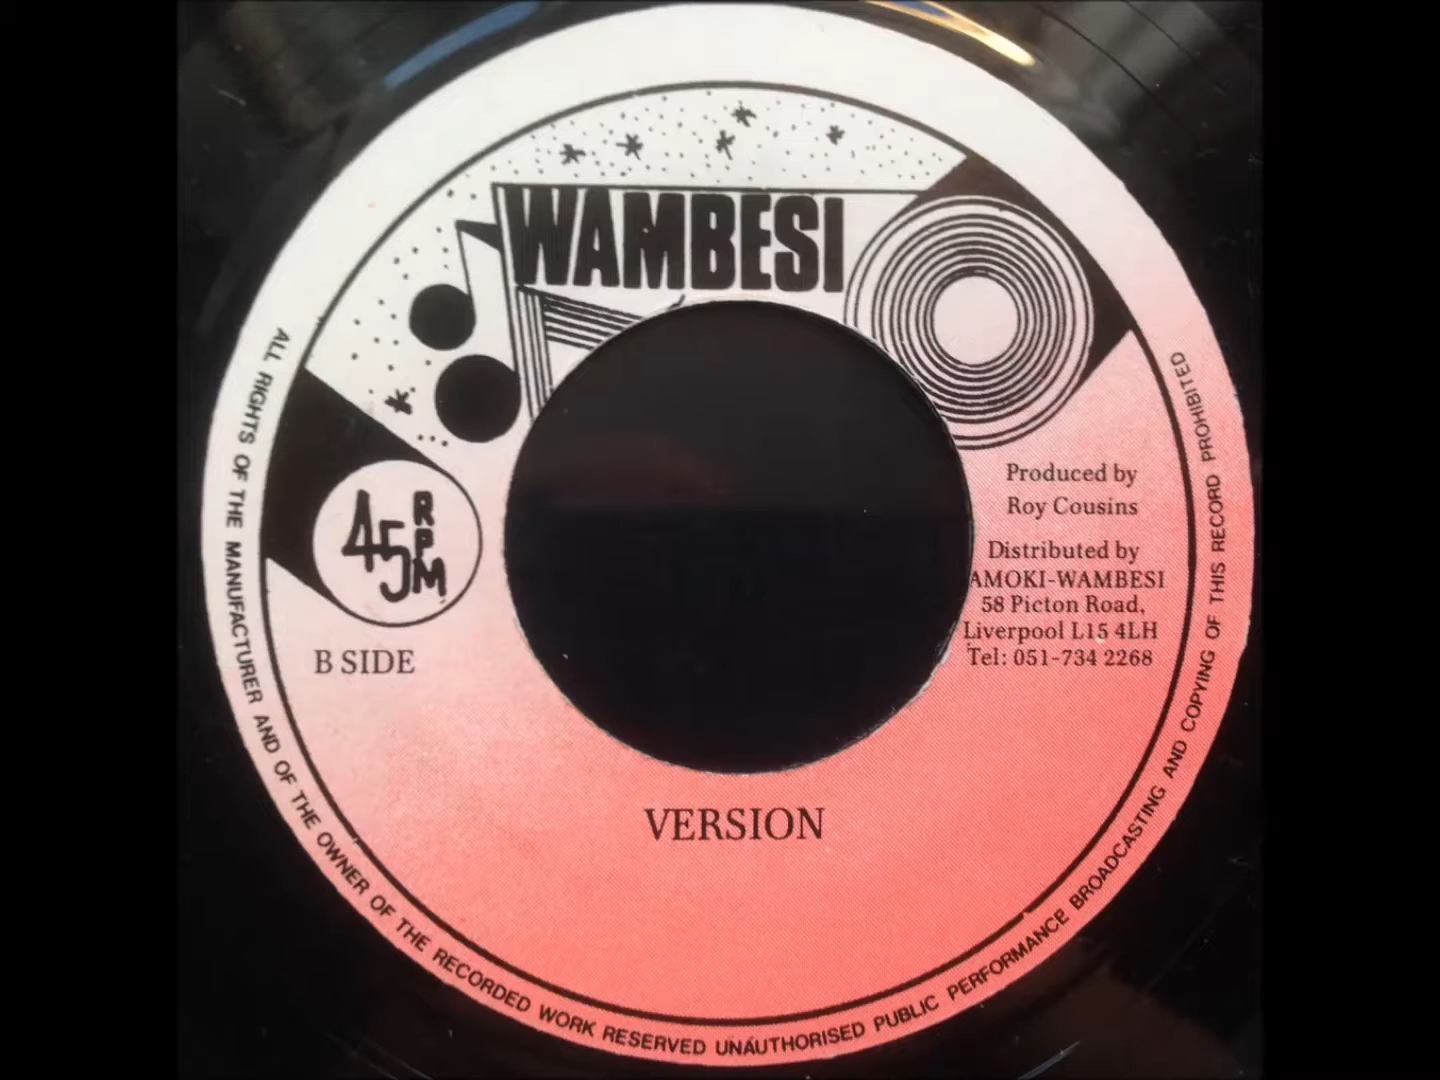 WAMBESI
45 RPM
Produced by
Roy Cousins
Distributed by
AMOKI-WAMBESI
58 Picton Road,
Liverpool L15 4LH
Tel: 051-734 2268
B SIDE
VERSION
ALL RIGHTS OF THE MANUFACTURER AND OF THE OWNER OF THE RECORDED WORK RESERVED UNAUTHORISED PUBLIC PERFORMANCE BROADCASTING AND COPYING OF THIS RECORD PROHIBITED